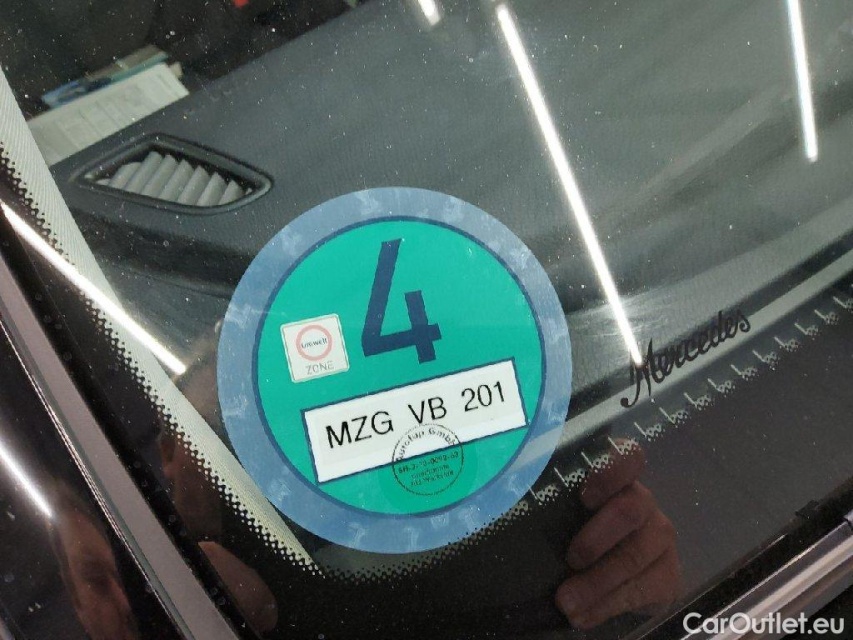 4
Umwelt
ZONE
MZG VB 201
Mercedes
CarOutlet.eu